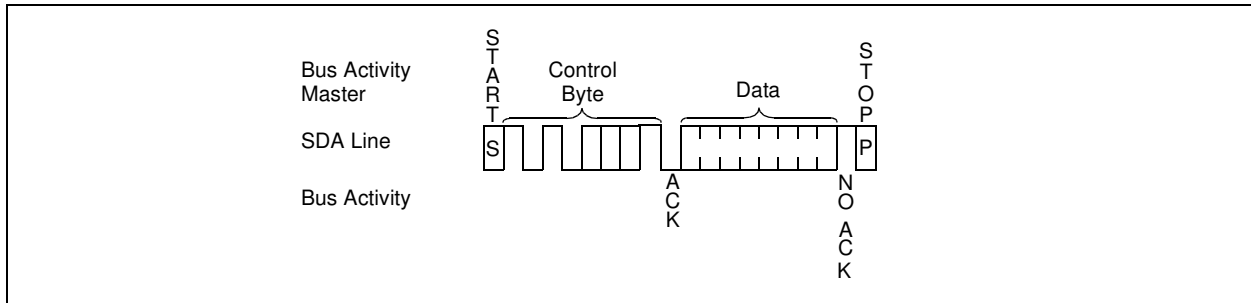 START
STOP
Bus Activity
Master
Control
Byte
Data
SDA Line
S
P
Bus Activity
ACK
NO ACK